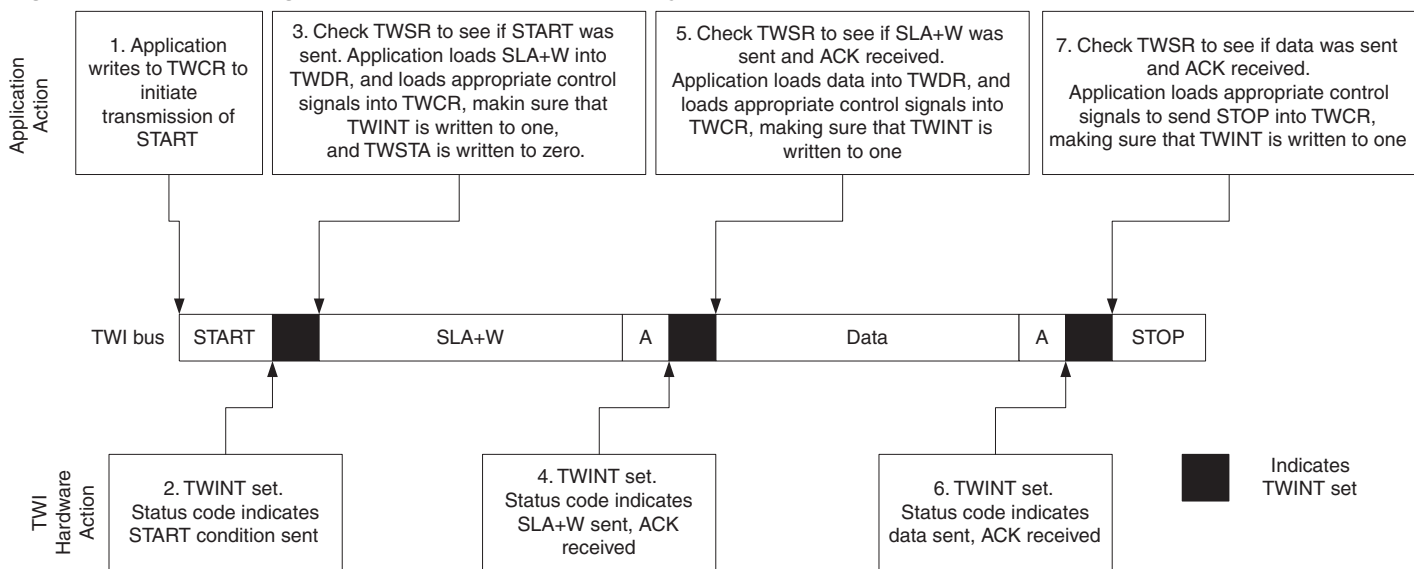 Application
Action
1. Application
writes to TWCR to
initiate
transmission of
START
3. Check TWSR to see if START was
sent. Application loads SLA+W into
TWDR, and loads appropriate control
signals into TWCR, makin sure that
TWINT is written to one,
and TWSTA is written to zero.
5. Check TWSR to see if SLA+W was
sent and ACK received.
Application loads data into TWDR, and
loads appropriate control signals into
TWCR, making sure that TWINT is
written to one
7. Check TWSR to see if data was sent
and ACK received.
Application loads appropriate control
signals to send STOP into TWCR,
making sure that TWINT is written to one
TWI bus
START
SLA+W
A
Data
A
STOP
TWI
Hardware
Action
2. TWINT set.
Status code indicates
START condition sent
4. TWINT set.
Status code indicates
SLA+W sent, ACK
received
6. TWINT set.
Status code indicates
data sent, ACK received
Indicates
TWINT set